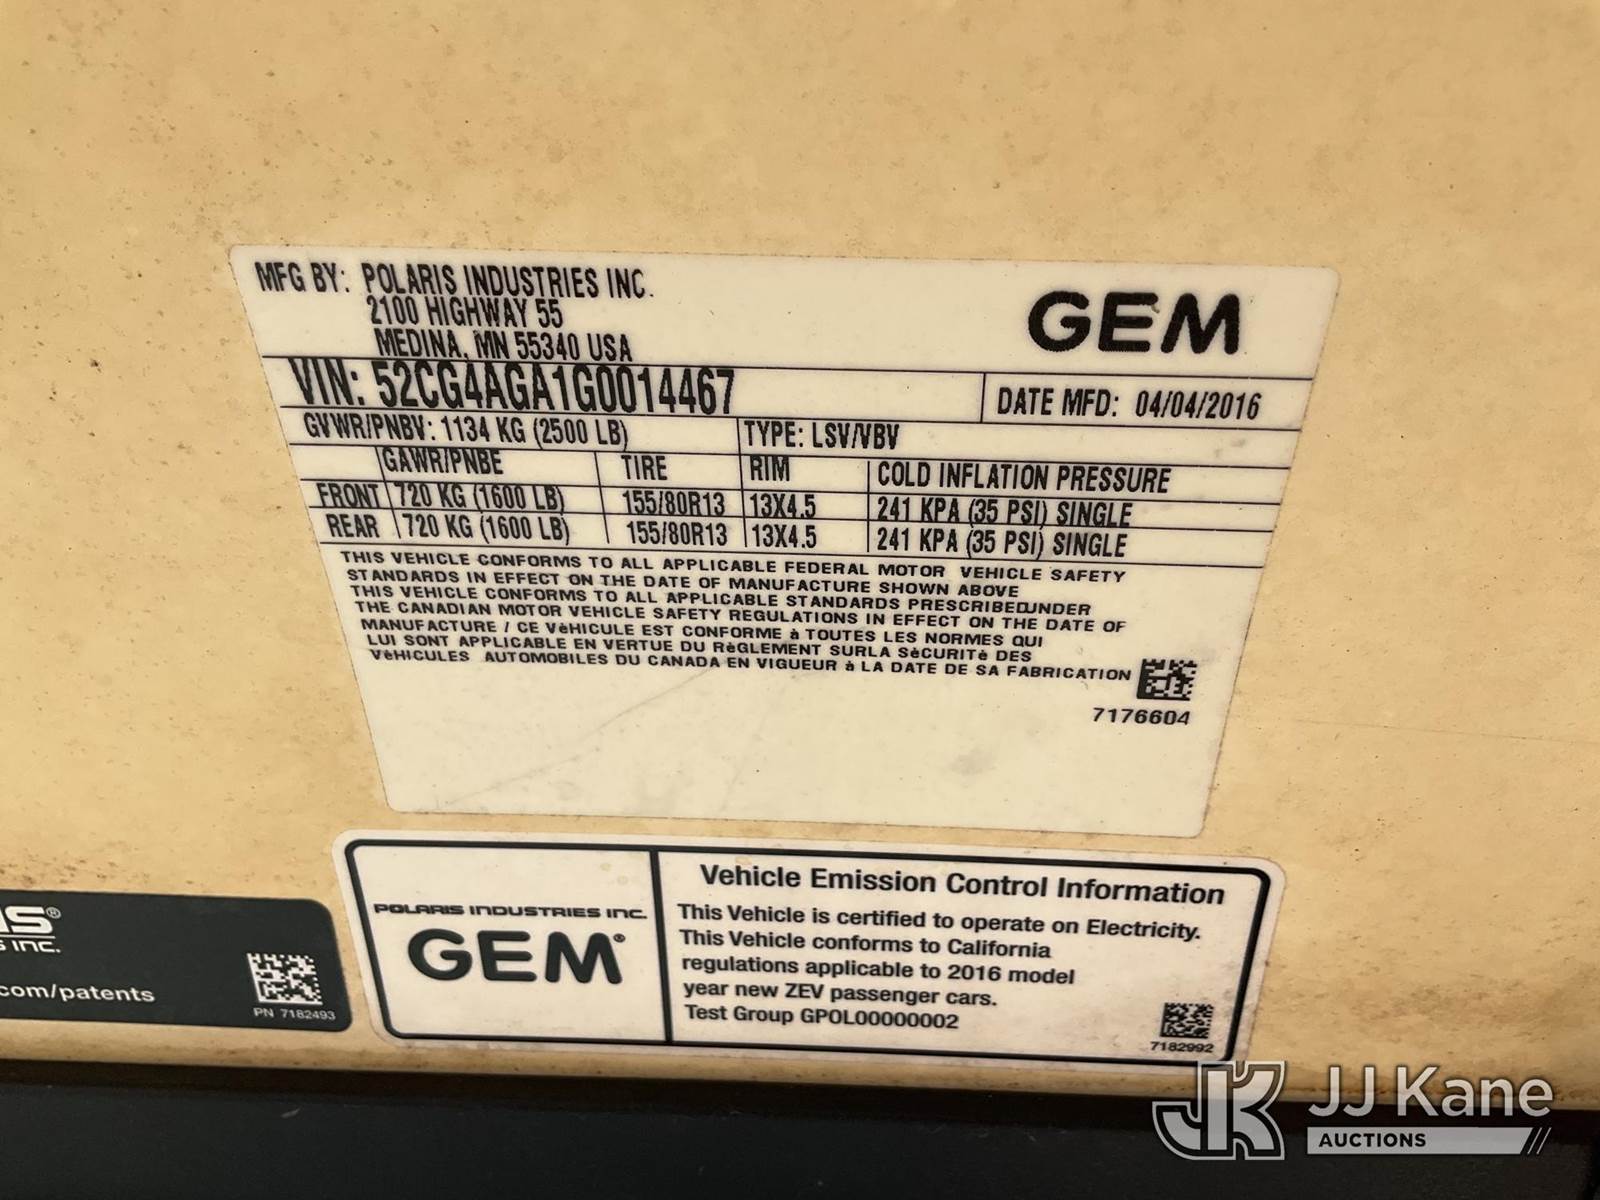 MFG BY: POLARIS INDUSTRIES INC.
2100 HIGHWAY 55
MEDINA, MN 55340 USA
GEM
VIN: 52CG4AGA1G0014467
DATE MFD: 04/04/2016
GVWR/PNBV: 1134 KG (2500 LB)
TYPE: LSV/VBV
GAWR/PNBE TIRE RIM COLD INFLATION PRESSURE
FRONT 720 KG (1600 LB) 155/80R13 13X4.5 241 KPA (35 PSI) SINGLE
REAR 720 KG (1600 LB) 155/80R13 13X4.5 241 KPA (35 PSI) SINGLE
THIS VEHICLE CONFORMS TO ALL APPLICABLE FEDERAL MOTOR VEHICLE SAFETY
STANDARDS IN EFFECT ON THE DATE OF MANUFACTURE SHOWN ABOVE
THIS VEHICLE CONFORMS TO ALL APPLICABLE STANDARDS PRESCRIBED UNDER
THE CANADIAN MOTOR VEHICLE SAFETY REGULATIONS IN EFFECT ON THE DATE OF
MANUFACTURE / CE VèHICULE EST CONFORME à TOUTES LES NORMES QUI
LUI SONT APPLICABLE EN VERTUE DU RèGLEMENT SURLA SèCURITè DES
VèHICULES AUTOMOBILES DU CANADA EN VIGUEUR à LA DATE DE SA FABRICATION
7176604
POLARIS INDUSTRIES INC.
GEM®
Vehicle Emission Control Information
This Vehicle is certified to operate on Electricity.
This Vehicle conforms to California
regulations applicable to 2016 model
year new ZEV passenger cars.
Test Group GPOL00000002
7182992
IS®
S INC.
com/patents
PN 7182493
JK
JJ Kane
AUCTIONS